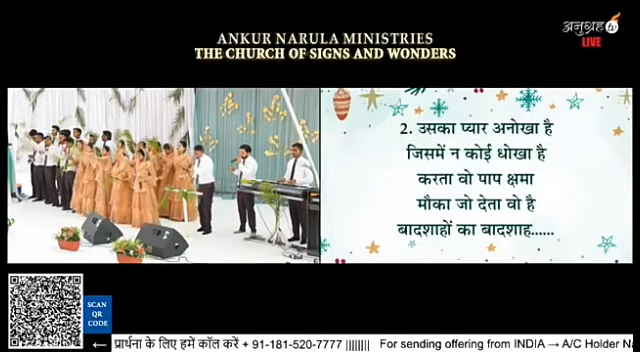 ANKUR NARULA MINISTRIES
THE CHURCH OF SIGNS AND WONDERS
अनुग्रह tv
LIVE
2. उसका प्यार अनोखा है
जिसमें न कोई धोखा है
करता वो पाप क्षमा
मौका जो देता वो है
बादशाहों का बादशाह......
SCAN
QR
CODE
← प्रार्थना के लिए हमें कॉल करें + 91-181-520-7777 |||||||| For sending offering from INDIA → A/C Holder